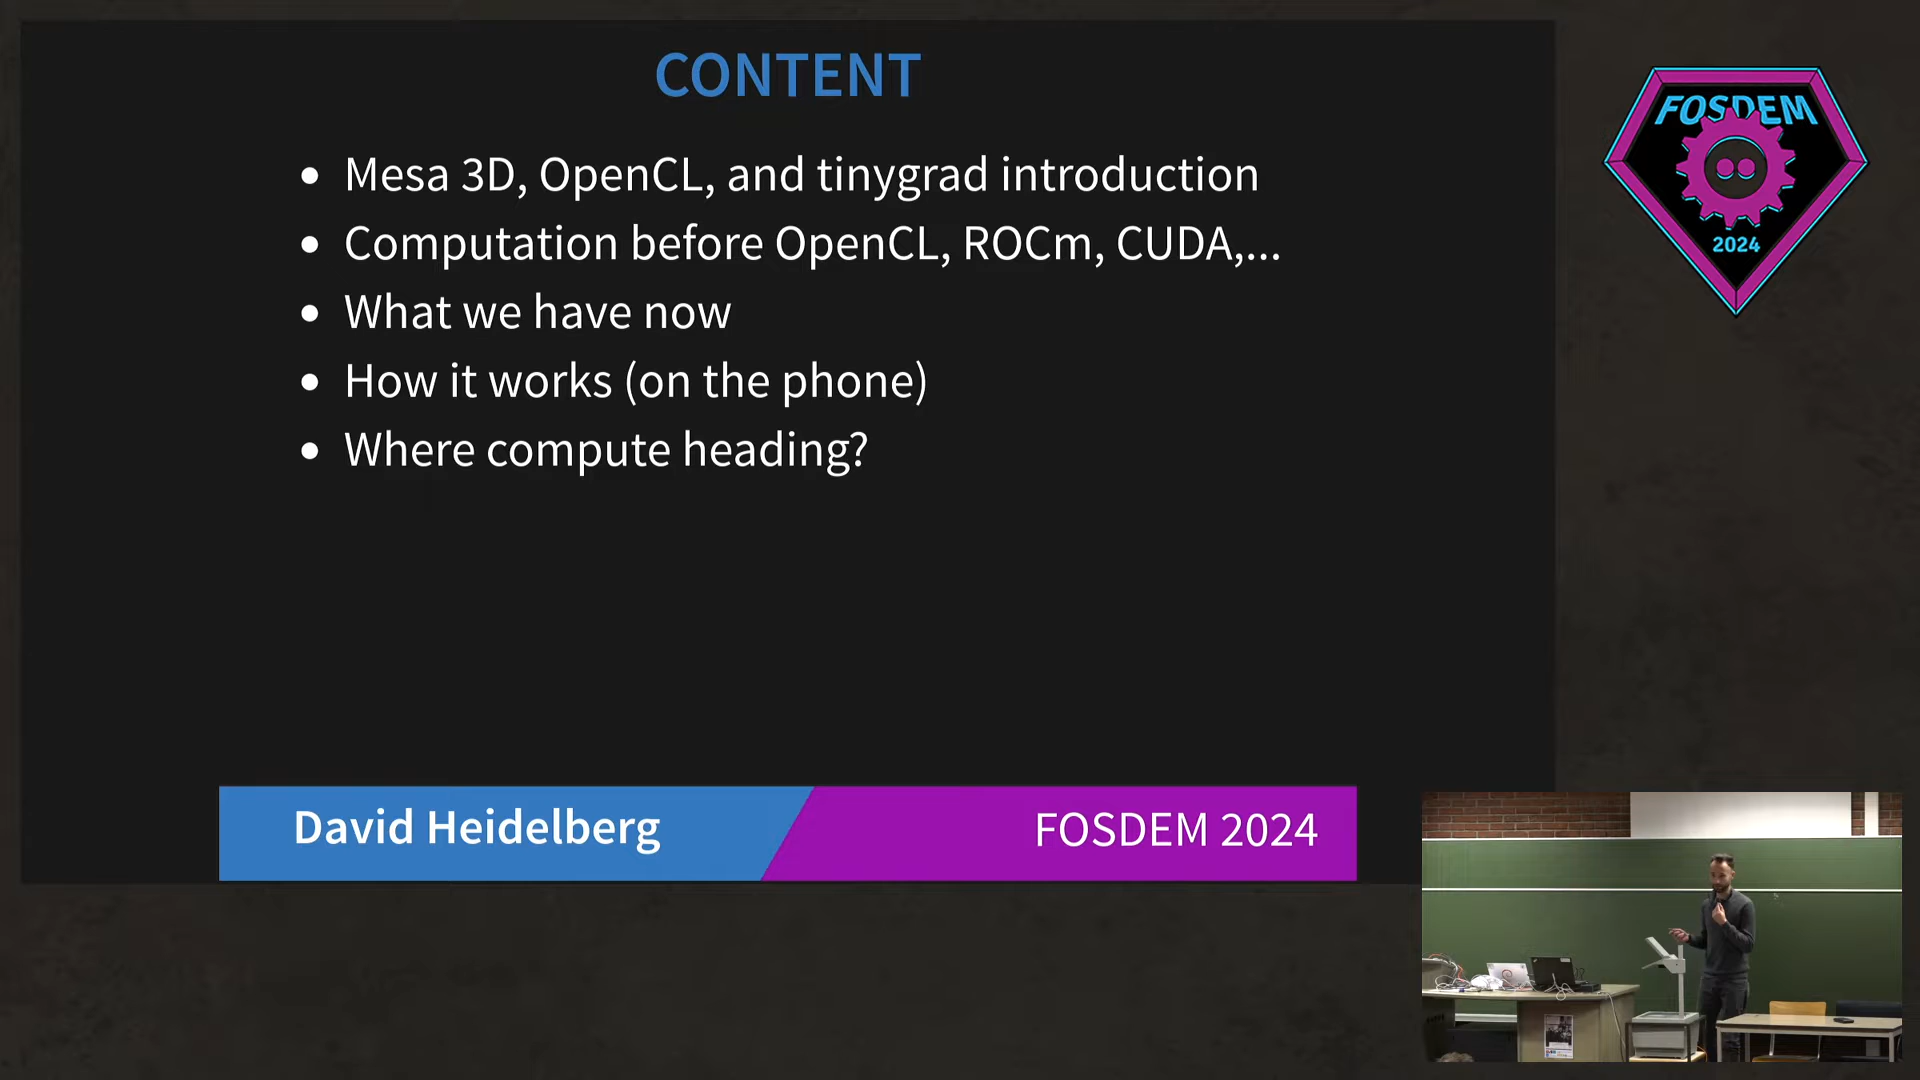 CONTENT
Mesa 3D, OpenCL, and tinygrad introduction
Computation before OpenCL, ROCm, CUDA,...
What we have now
How it works (on the phone)
Where compute heading?
David Heidelberg
FOSDEM 2024
FOSDEM
2024